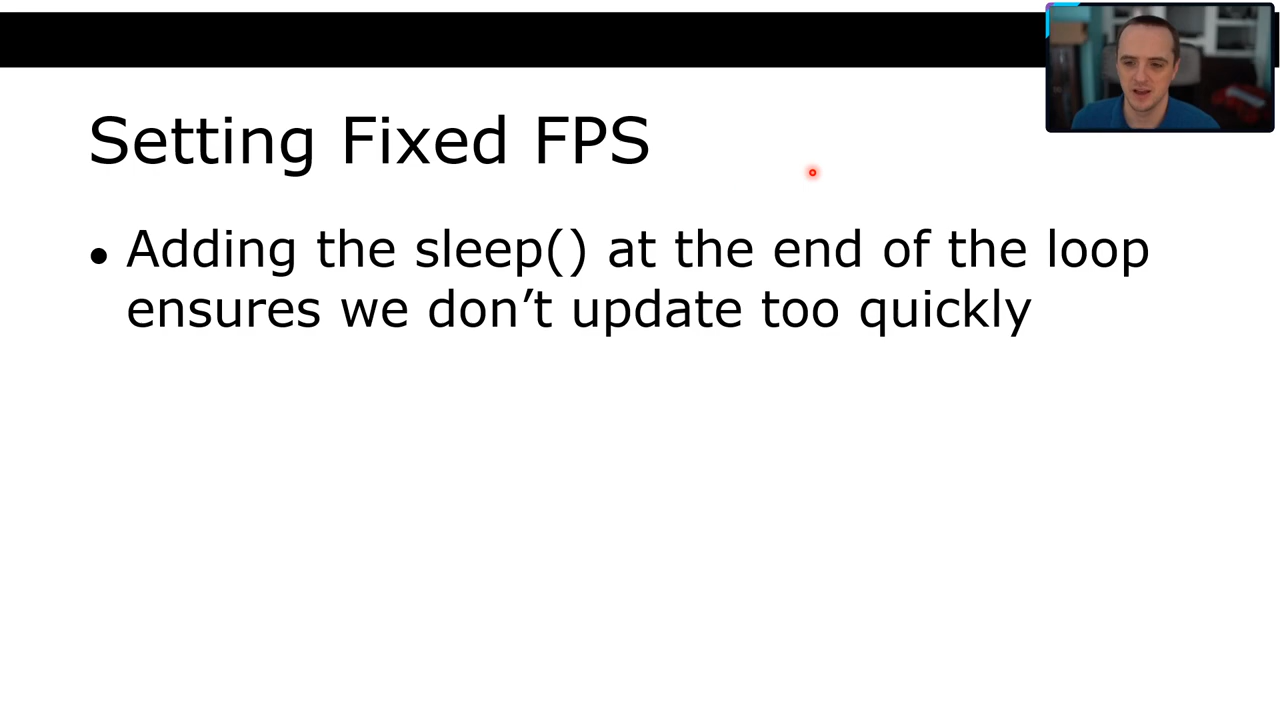 Setting Fixed FPS
• Adding the sleep() at the end of the loop
ensures we don’t update too quickly